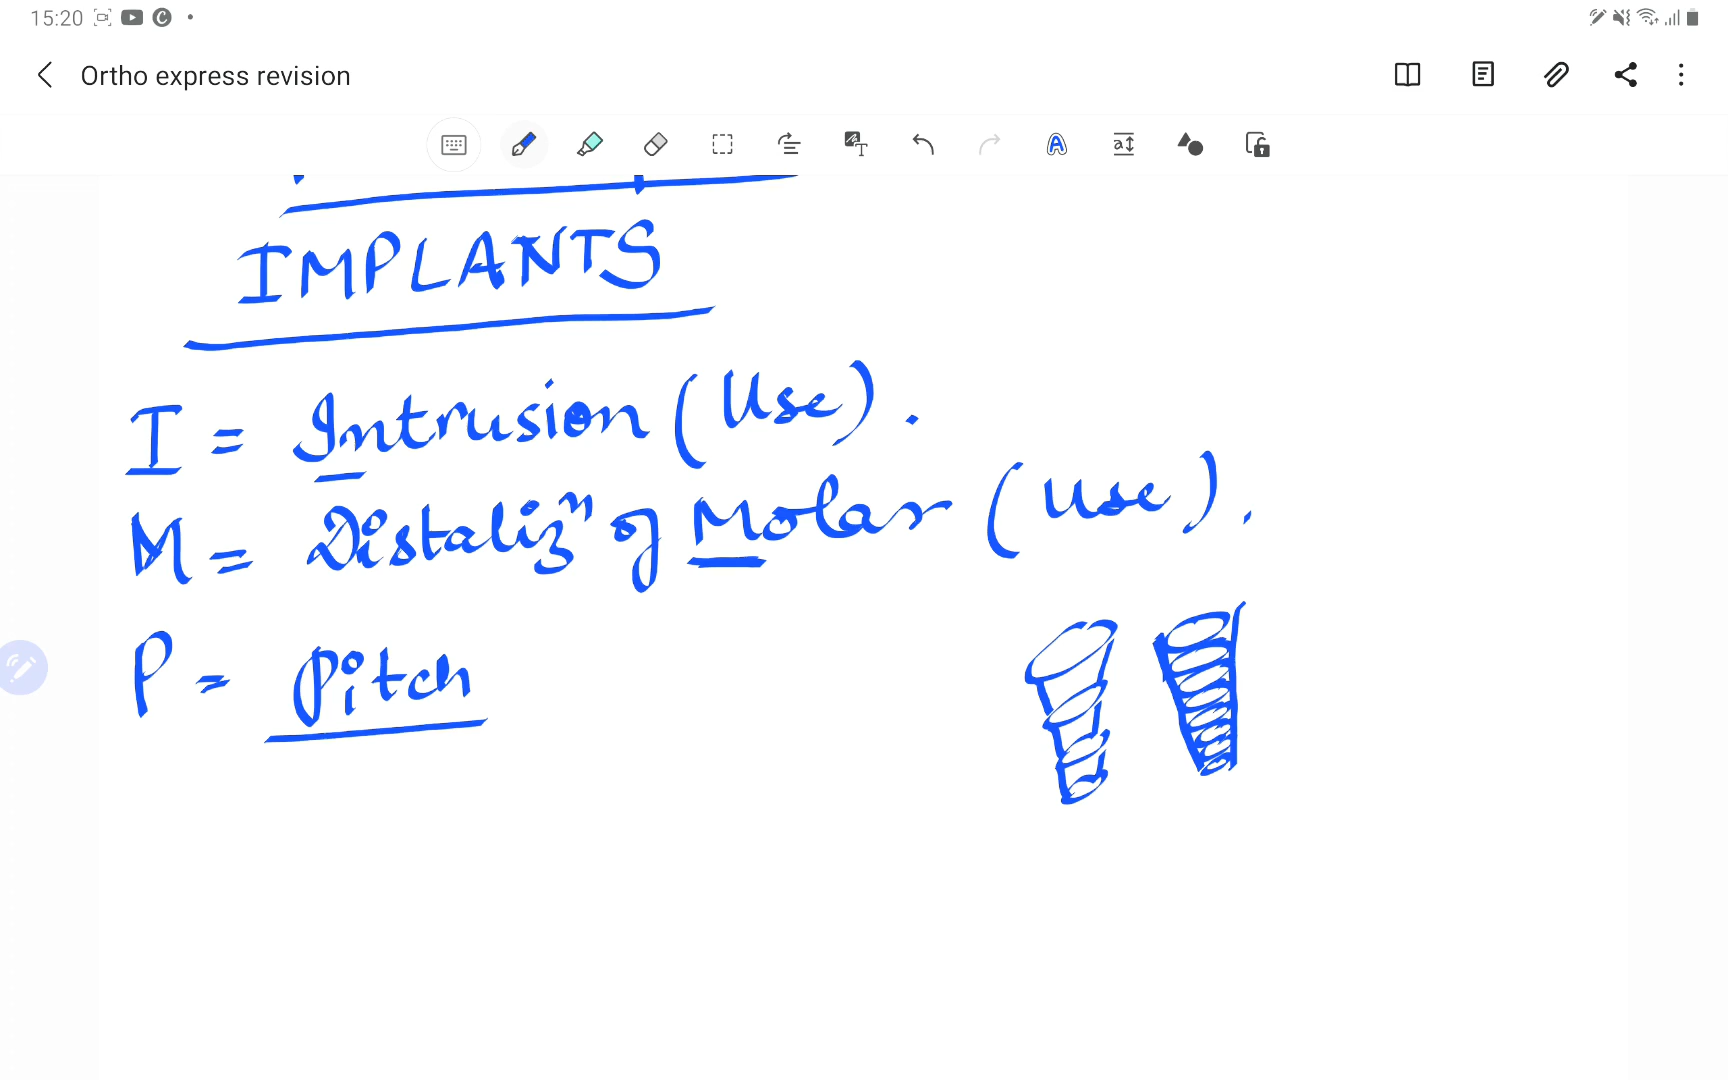 15:20
Ortho express revision
IMPLANTS
I = Intrusion (Use).
M = Distalizⁿ of Molar (Use).
P = Pitch